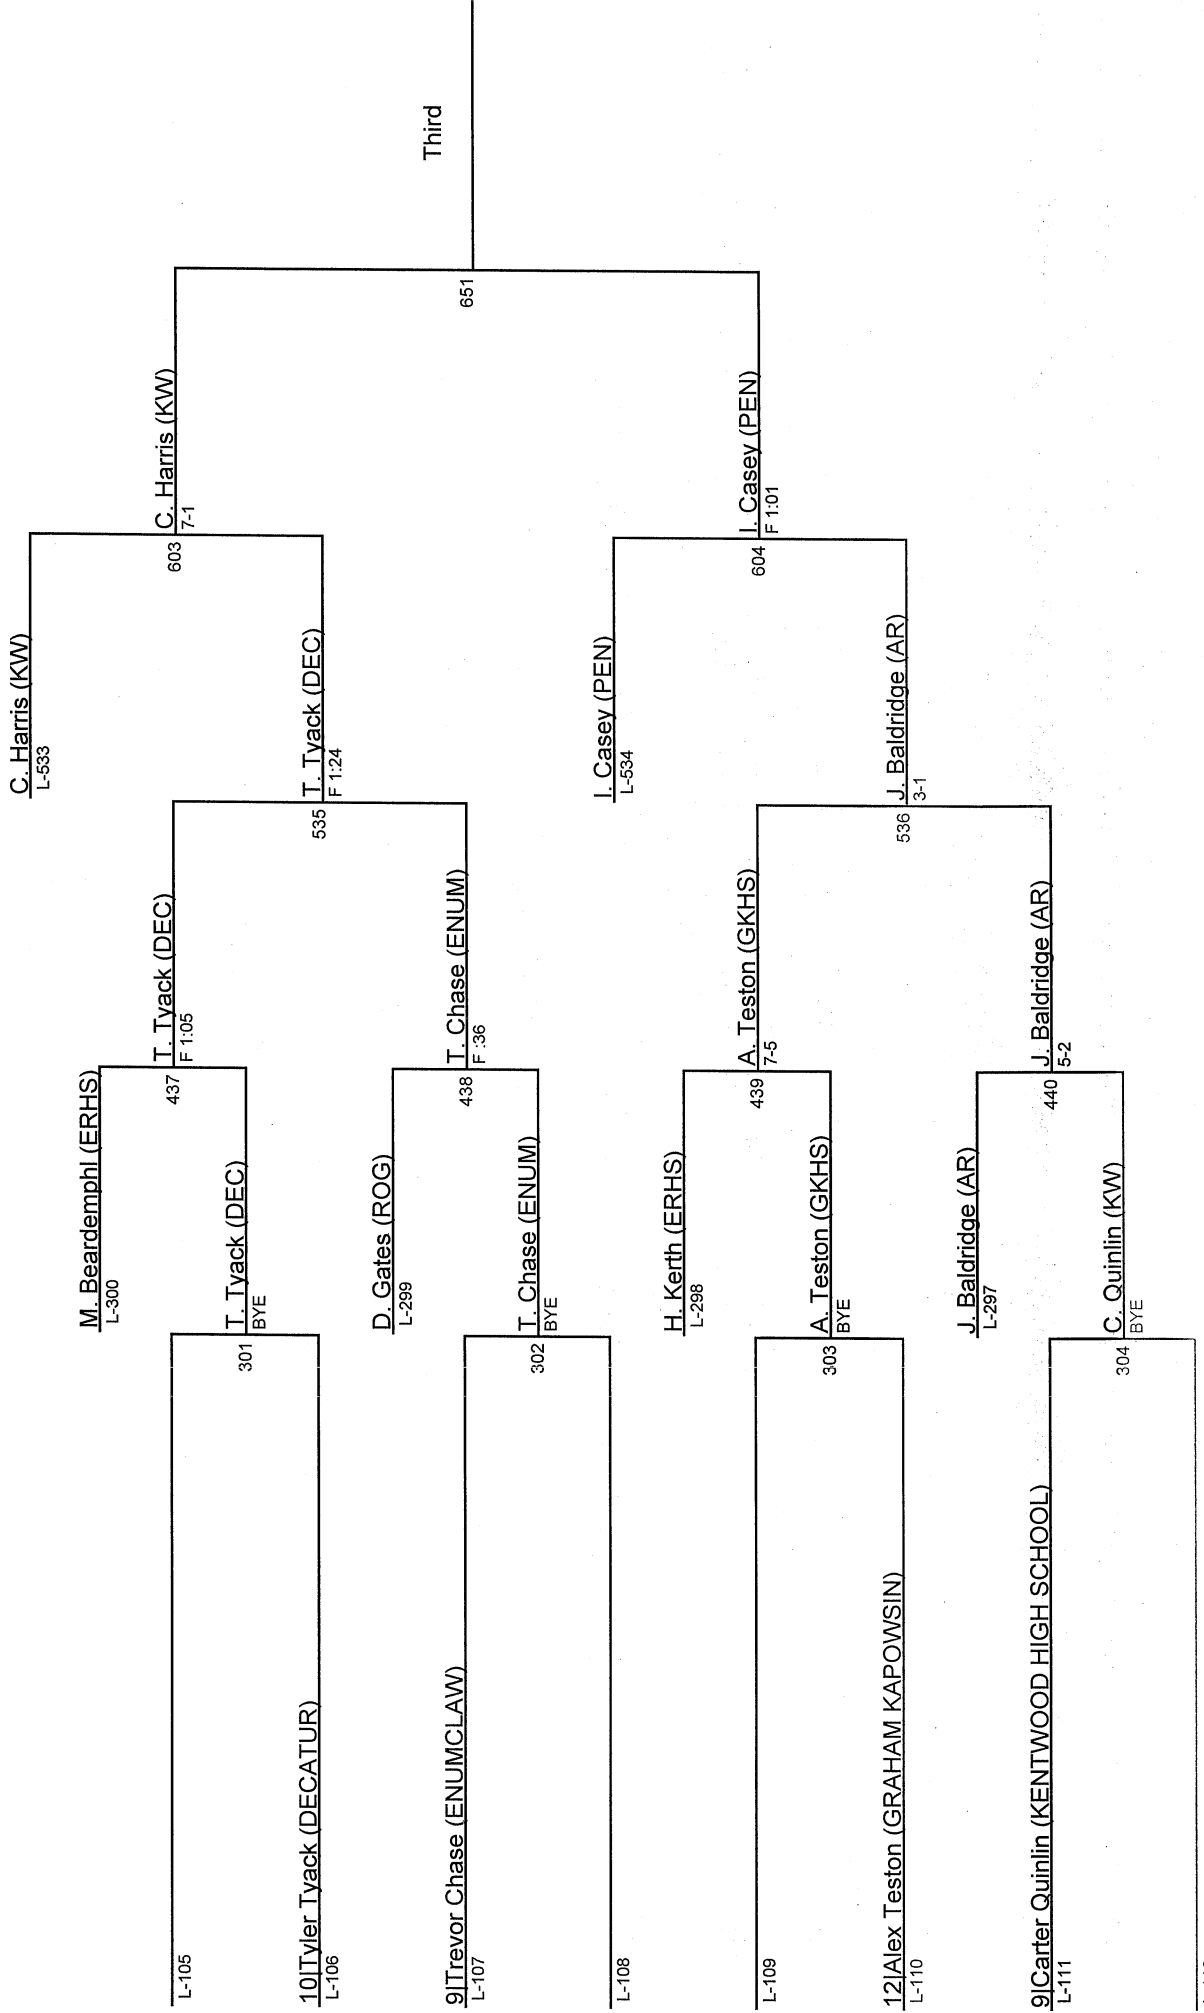 L-105
10|Tyler Tyack (DECATUR)
L-106
9|Trevor Chase (ENUMCLAW)
L-107
L-108
L-109
12|Alex Teston (GRAHAM KAPOWSIN)
L-110
9|Carter Quinlin (KENTWOOD HIGH SCHOOL)
L-111
M. Beardemphl (ERHS)
L-300
301
T. Tyack (DEC)
BYE
D. Gates (ROG)
L-299
302
T. Chase (ENUM)
BYE
H. Kerth (ERHS)
L-298
303
A. Teston (GKHS)
BYE
J. Baldridge (AR)
L-297
304
C. Quinlin (KW)
BYE
437
T. Tyack (DEC)
F 1:05
438
T. Chase (ENUM)
F :36
439
A. Teston (GKHS)
7-5
440
J. Baldridge (AR)
5-2
C. Harris (KW)
L-533
535
T. Tyack (DEC)
F 1:24
I. Casey (PEN)
L-534
536
J. Baldridge (AR)
3-1
603
C. Harris (KW)
7-1
604
I. Casey (PEN)
F 1:01
651
Third